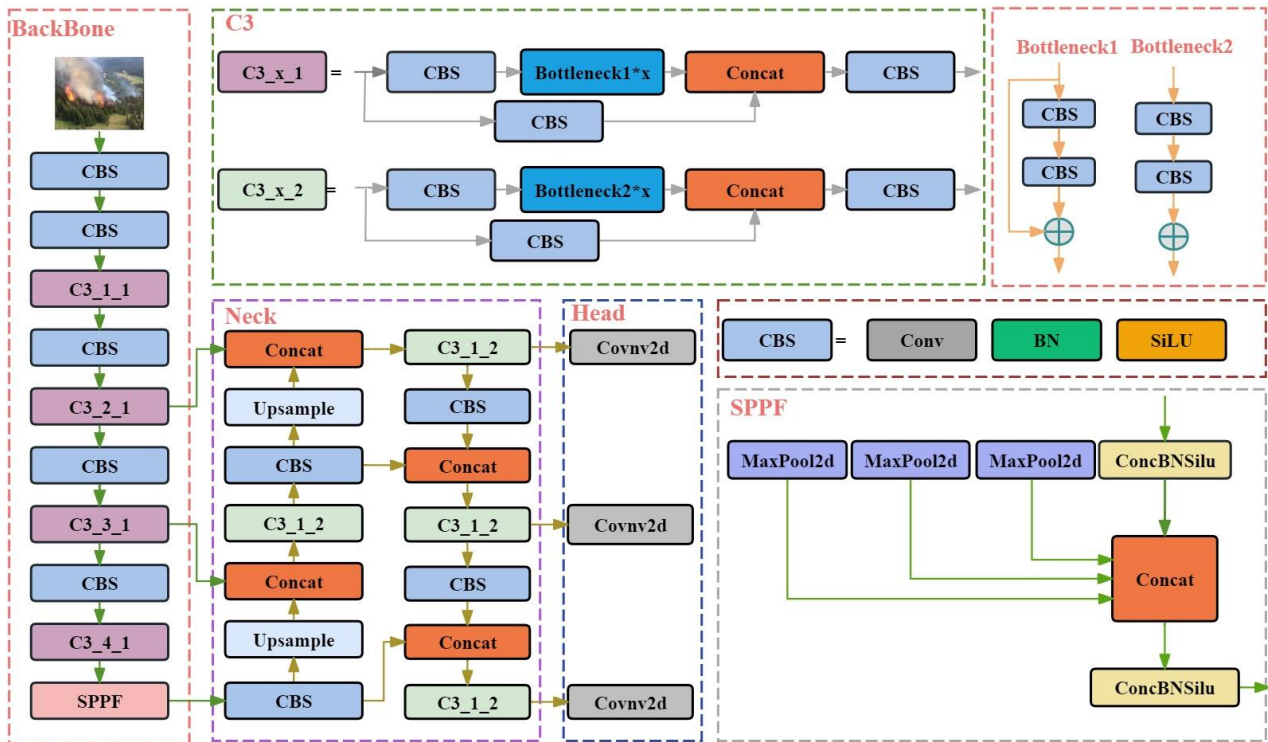 BackBone
CBS
CBS
C3_1_1
CBS
C3_2_1
CBS
C3_3_1
CBS
C3_4_1
SPPF
C3
C3_x_1 = CBS Bottleneck1*x Concat CBS
CBS
C3_x_2 = CBS Bottleneck2*x Concat CBS
CBS
Bottleneck1 Bottleneck2
CBS CBS
CBS CBS
Neck
Concat C3_1_2
Upsample CBS
CBS Concat
C3_1_2 C3_1_2
Concat CBS
Upsample Concat
CBS C3_1_2
Head
Covnv2d
Covnv2d
Covnv2d
CBS = Conv BN SiLU
SPPF
MaxPool2d MaxPool2d MaxPool2d ConcBNSilu
Concat
ConcBNSilu